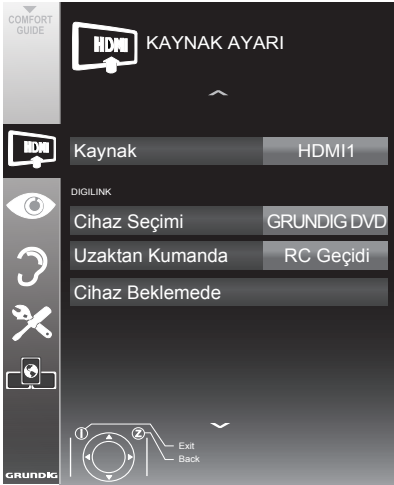 COMFORT
GUIDE
HDMI KAYNAK AYARI
HDMI
Kaynak HDMI1
DIGILINK
Cihaz Seçimi GRUNDIG DVD
Uzaktan Kumanda RC Geçidi
Cihaz Beklemede
Z
Exit
Back
GRUNDIG